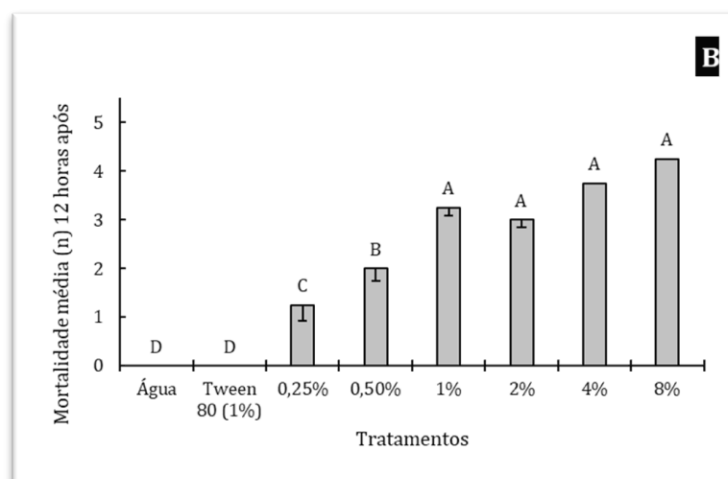 B
Mortalidade média (n) 12 horas após
5
4
3
2
1
0
D
D
C
B
A
A
A
A
Água
Tween
80 (1%)
0,25%
0,50%
1%
2%
4%
8%
Tratamentos